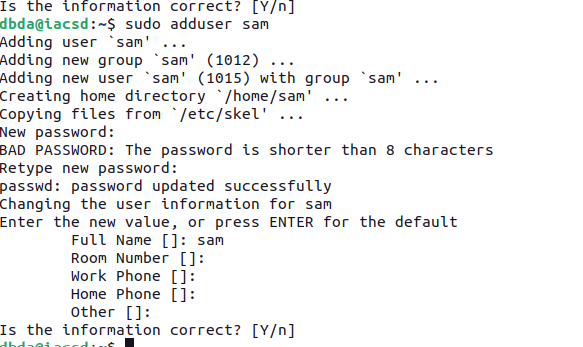 Is the information correct? [Y/n]
dbda@iacsd:~$ sudo adduser sam
Adding user `sam' ...
Adding new group `sam' (1012) ...
Adding new user `sam' (1015) with group `sam' ...
Creating home directory `/home/sam' ...
Copying files from `/etc/skel' ...
New password:
BAD PASSWORD: The password is shorter than 8 characters
Retype new password:
passwd: password updated successfully
Changing the user information for sam
Enter the new value, or press ENTER for the default
Full Name []: sam
Room Number []:
Work Phone []:
Home Phone []:
Other []:
Is the information correct? [Y/n]
dbda@iacsd:~$